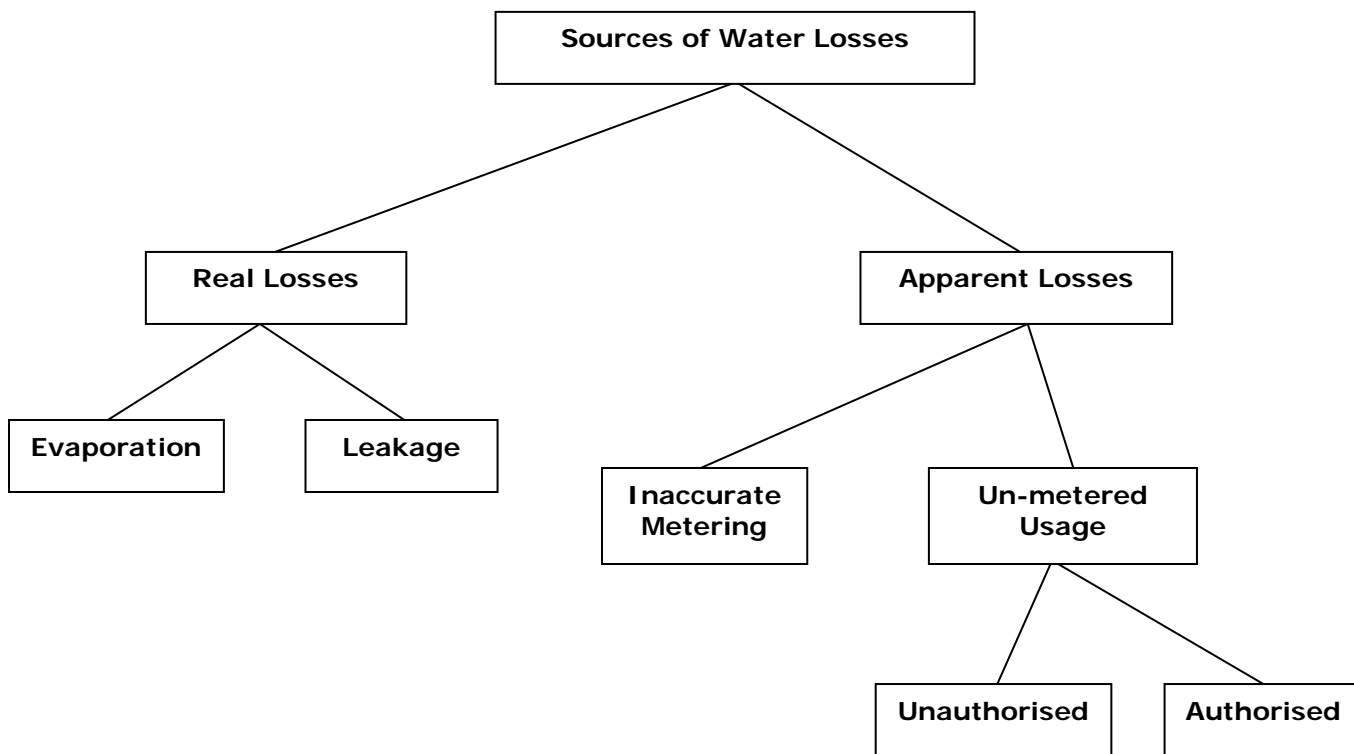 Sources of Water Losses
Real Losses
Apparent Losses
Evaporation
Leakage
Inaccurate
Metering
Un-metered
Usage
Unauthorised
Authorised